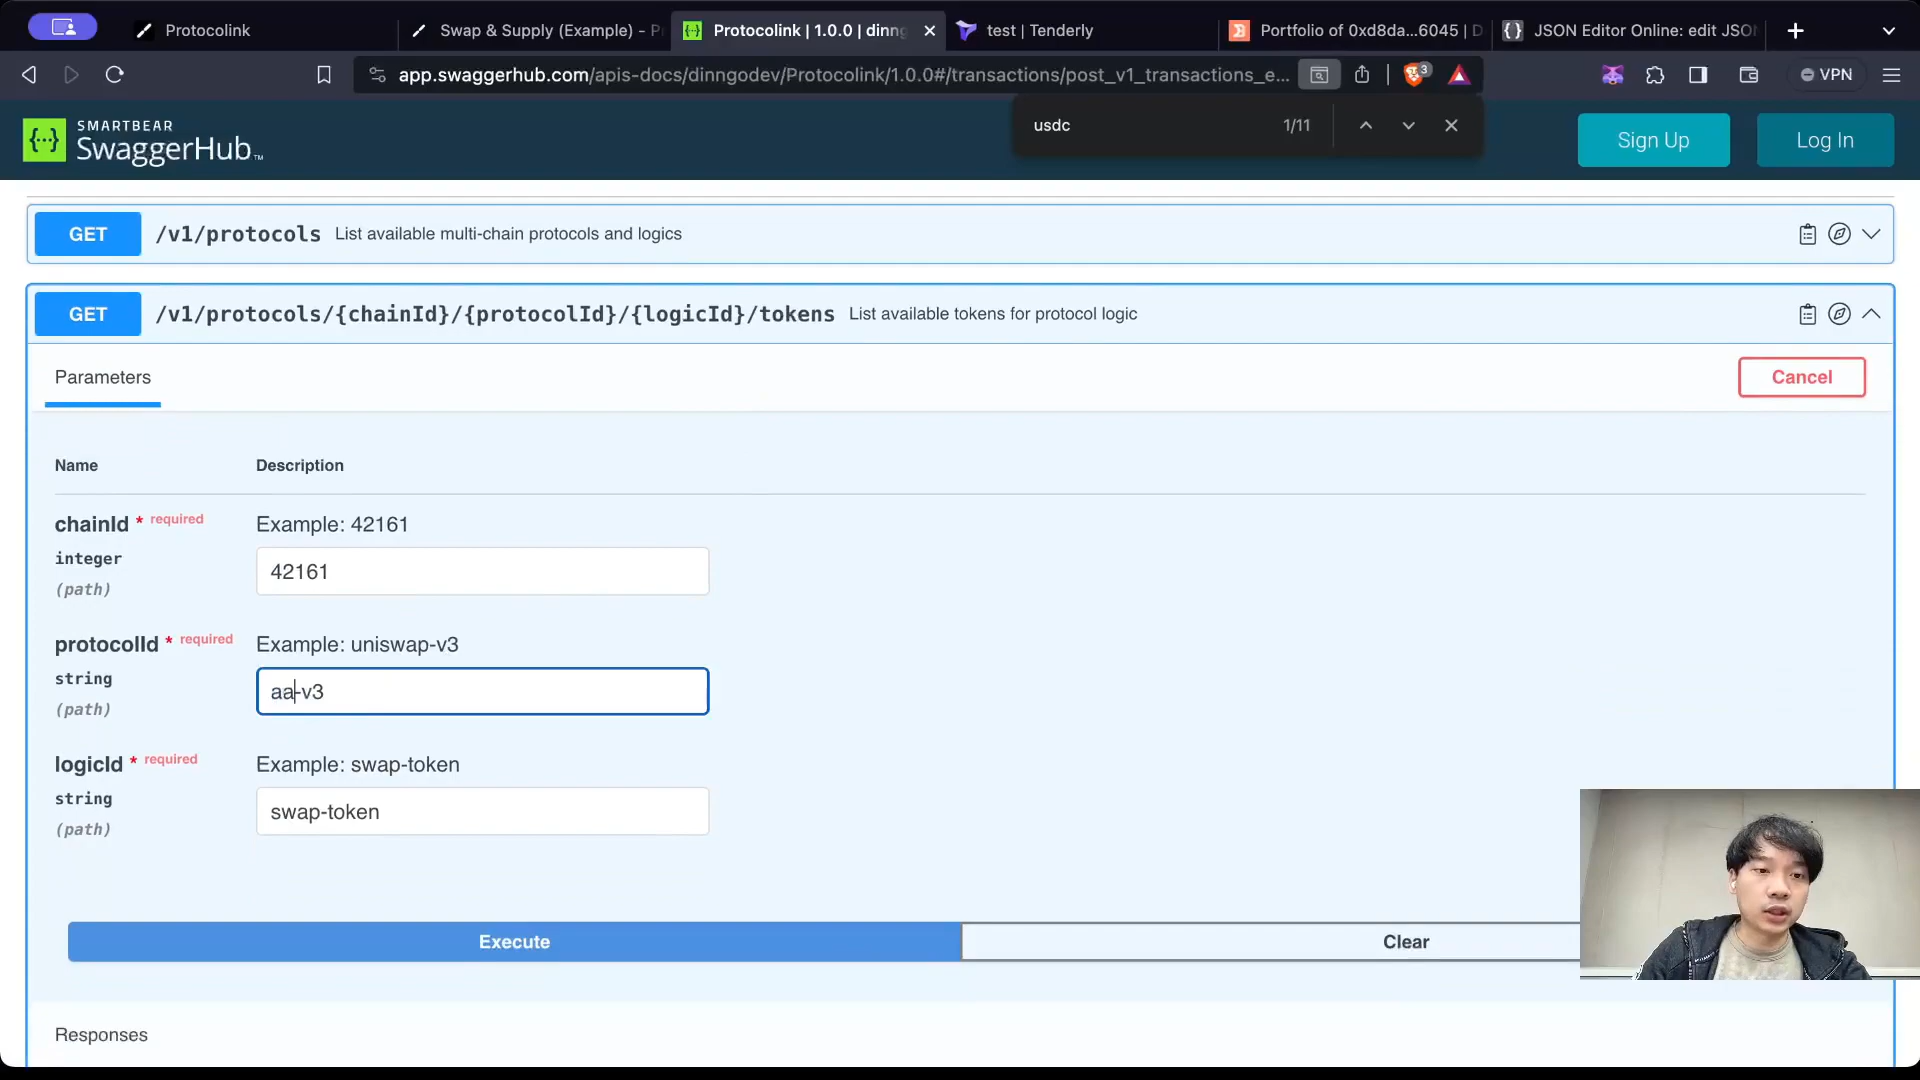 Protocolink
Swap & Supply (Example) - P
Protocolink | 1.0.0 | dinng
test | Tenderly
Portfolio of 0xd8da...6045 | D
JSON Editor Online: edit JSO
app.swaggerhub.com/apis-docs/dinngodev/Protocolink/1.0.0#/transactions/post_v1_transactions_e...
3
VPN
usdc
1/11
SMARTBEAR
SwaggerHub™
Sign Up
Log In
GET /v1/protocols List available multi-chain protocols and logics
GET /v1/protocols/{chainId}/{protocolId}/{logicId}/tokens List available tokens for protocol logic
Parameters
Cancel
Name
Description
chainId * required
integer
(path)
Example: 42161
42161
protocolId * required
string
(path)
Example: uniswap-v3
aa-v3
logicId * required
string
(path)
Example: swap-token
swap-token
Execute
Clear
Responses